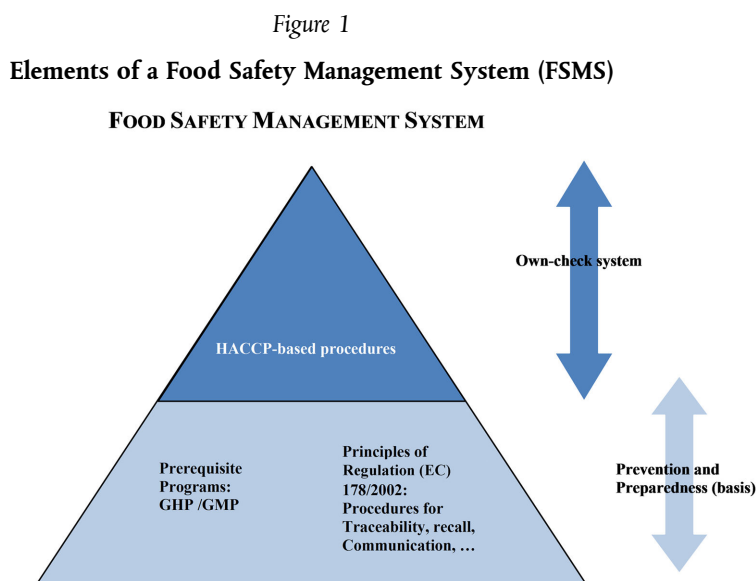 Figure 1
Elements of a Food Safety Management System (FSMS)
FOOD SAFETY MANAGEMENT SYSTEM
Own-check system
HACCP-based procedures
Prerequisite
Programs:
GHP /GMP
Principles of
Regulation (EC)
178/2002:
Procedures for
Traceability, recall,
Communication, …
Prevention and
Preparedness (basis)